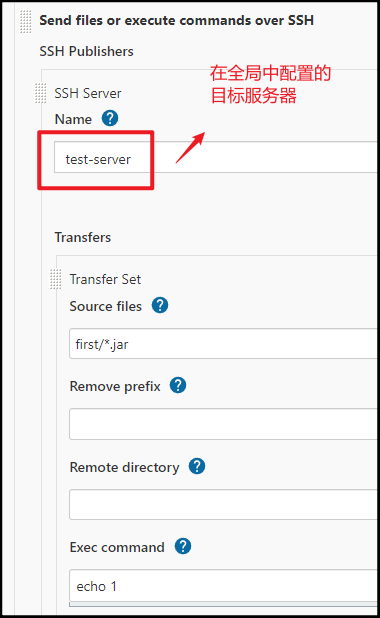 Send files or execute commands over SSH
SSH Publishers
SSH Server
Name ?
在全局中配置的
目标服务器
test-server
Transfers
Transfer Set
Source files ?
first/*.jar
Remove prefix ?
Remote directory ?
Exec command ?
echo 1